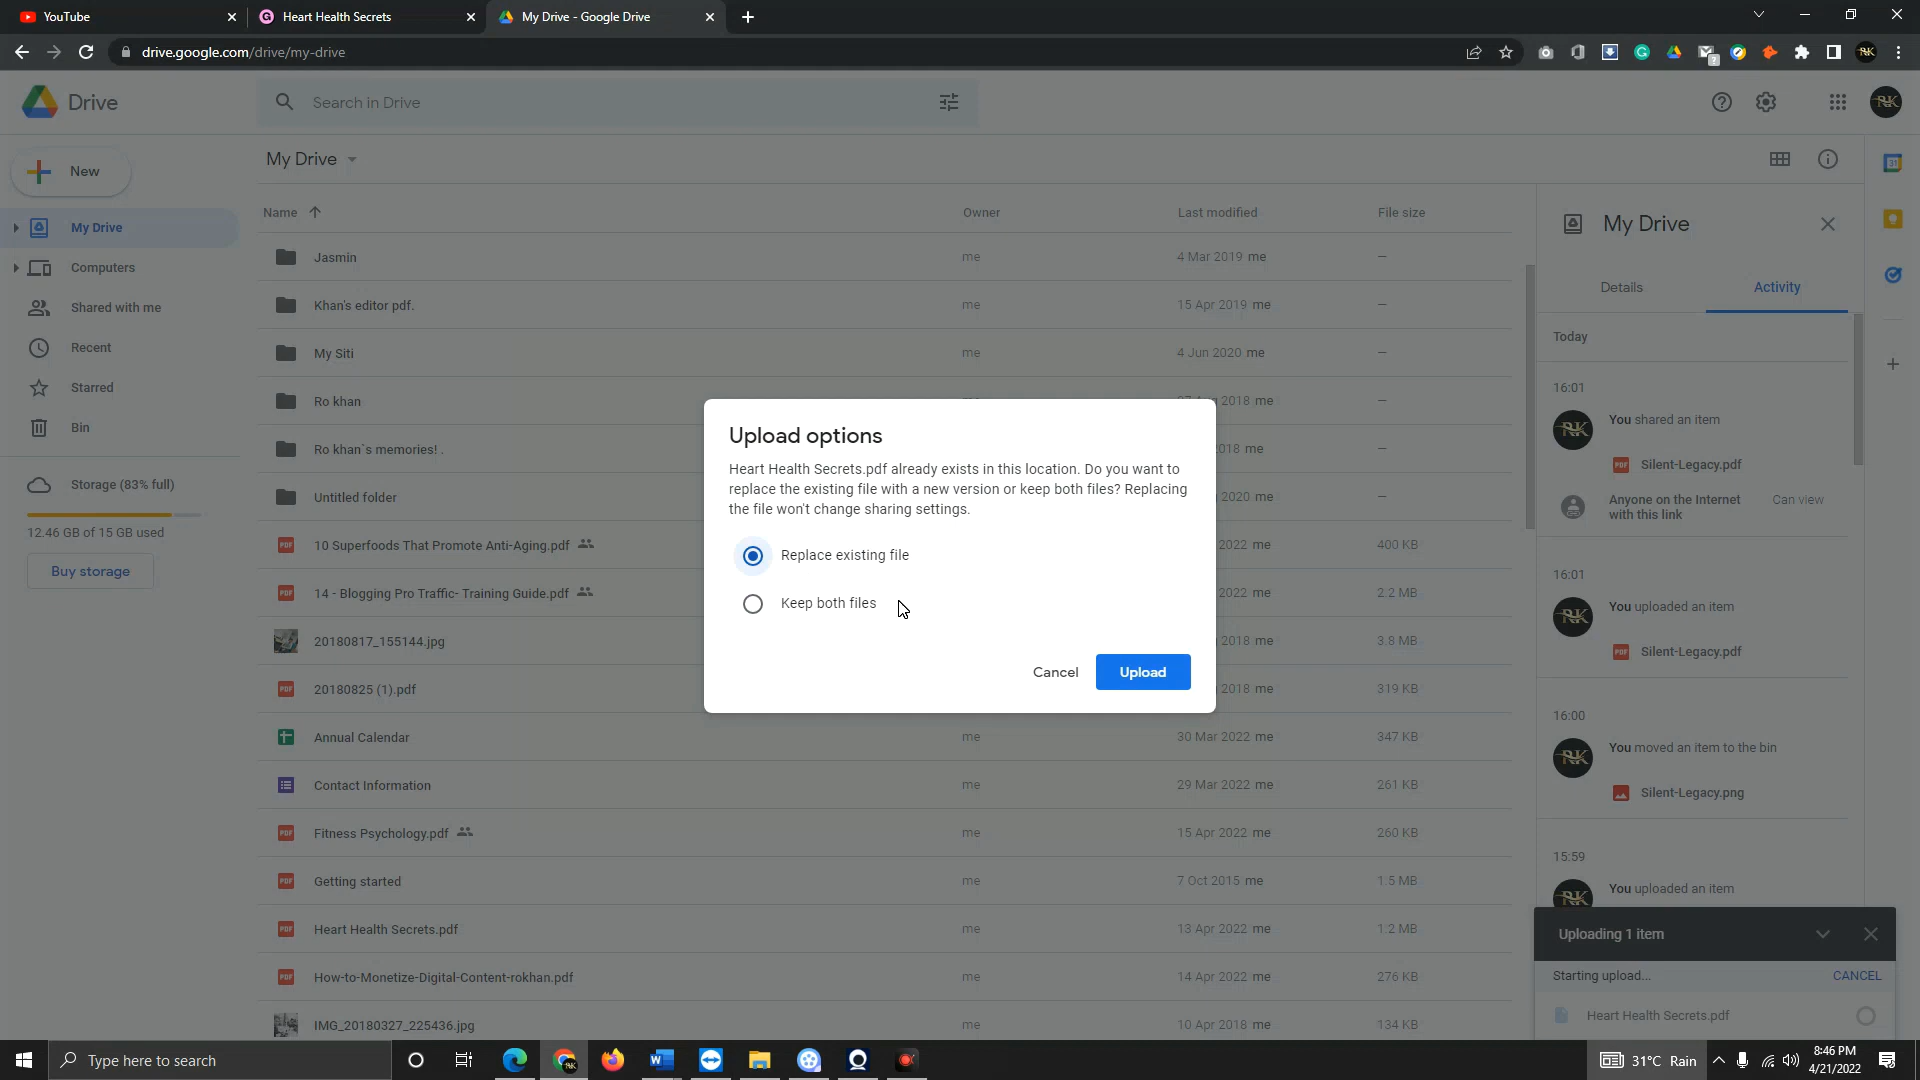 YouTube
Heart Health Secrets
My Drive - Google Drive
drive.google.com/drive/my-drive
Drive
Search in Drive
New
My Drive
Computers
Shared with me
Recent
Starred
Bin
Storage (83% full)
12.46 GB of 15 GB used
Buy storage
My Drive
Name
Owner
Last modified
File size
Jasmin
me
4 Mar 2019 me
–
Khan's editor pdf.
me
15 Apr 2019 me
–
My Siti
me
4 Jun 2020 me
–
Ro khan
2018 me
–
Ro khan`s memories! .
2018 me
–
Untitled folder
2020 me
–
10 Superfoods That Promote Anti-Aging.pdf
2022 me
400 KB
14 - Blogging Pro Traffic- Training Guide.pdf
2022 me
2.2 MB
20180817_155144.jpg
2018 me
3.8 MB
20180825 (1).pdf
2018 me
319 KB
Annual Calendar
me
30 Mar 2022 me
347 KB
Contact Information
me
29 Mar 2022 me
261 KB
Fitness Psychology.pdf
me
15 Apr 2022 me
260 KB
Getting started
me
7 Oct 2015 me
1.5 MB
Heart Health Secrets.pdf
me
13 Apr 2022 me
1.2 MB
How-to-Monetize-Digital-Content-rokhan.pdf
me
14 Apr 2022 me
276 KB
IMG_20180327_225436.jpg
me
10 Apr 2018 me
134 KB
Upload options
Heart Health Secrets.pdf already exists in this location. Do you want to
replace the existing file with a new version or keep both files? Replacing
the file won't change sharing settings.
Replace existing file
Keep both files
Cancel
Upload
My Drive
Details
Activity
Today
16:01
You shared an item
Silent-Legacy.pdf
Anyone on the Internet
with this link
Can view
16:01
You uploaded an item
Silent-Legacy.pdf
16:00
You moved an item to the bin
Silent-Legacy.png
15:59
You uploaded an item
Uploading 1 item
Starting upload...
CANCEL
Heart Health Secrets.pdf
Type here to search
31°C Rain
8:46 PM
4/21/2022